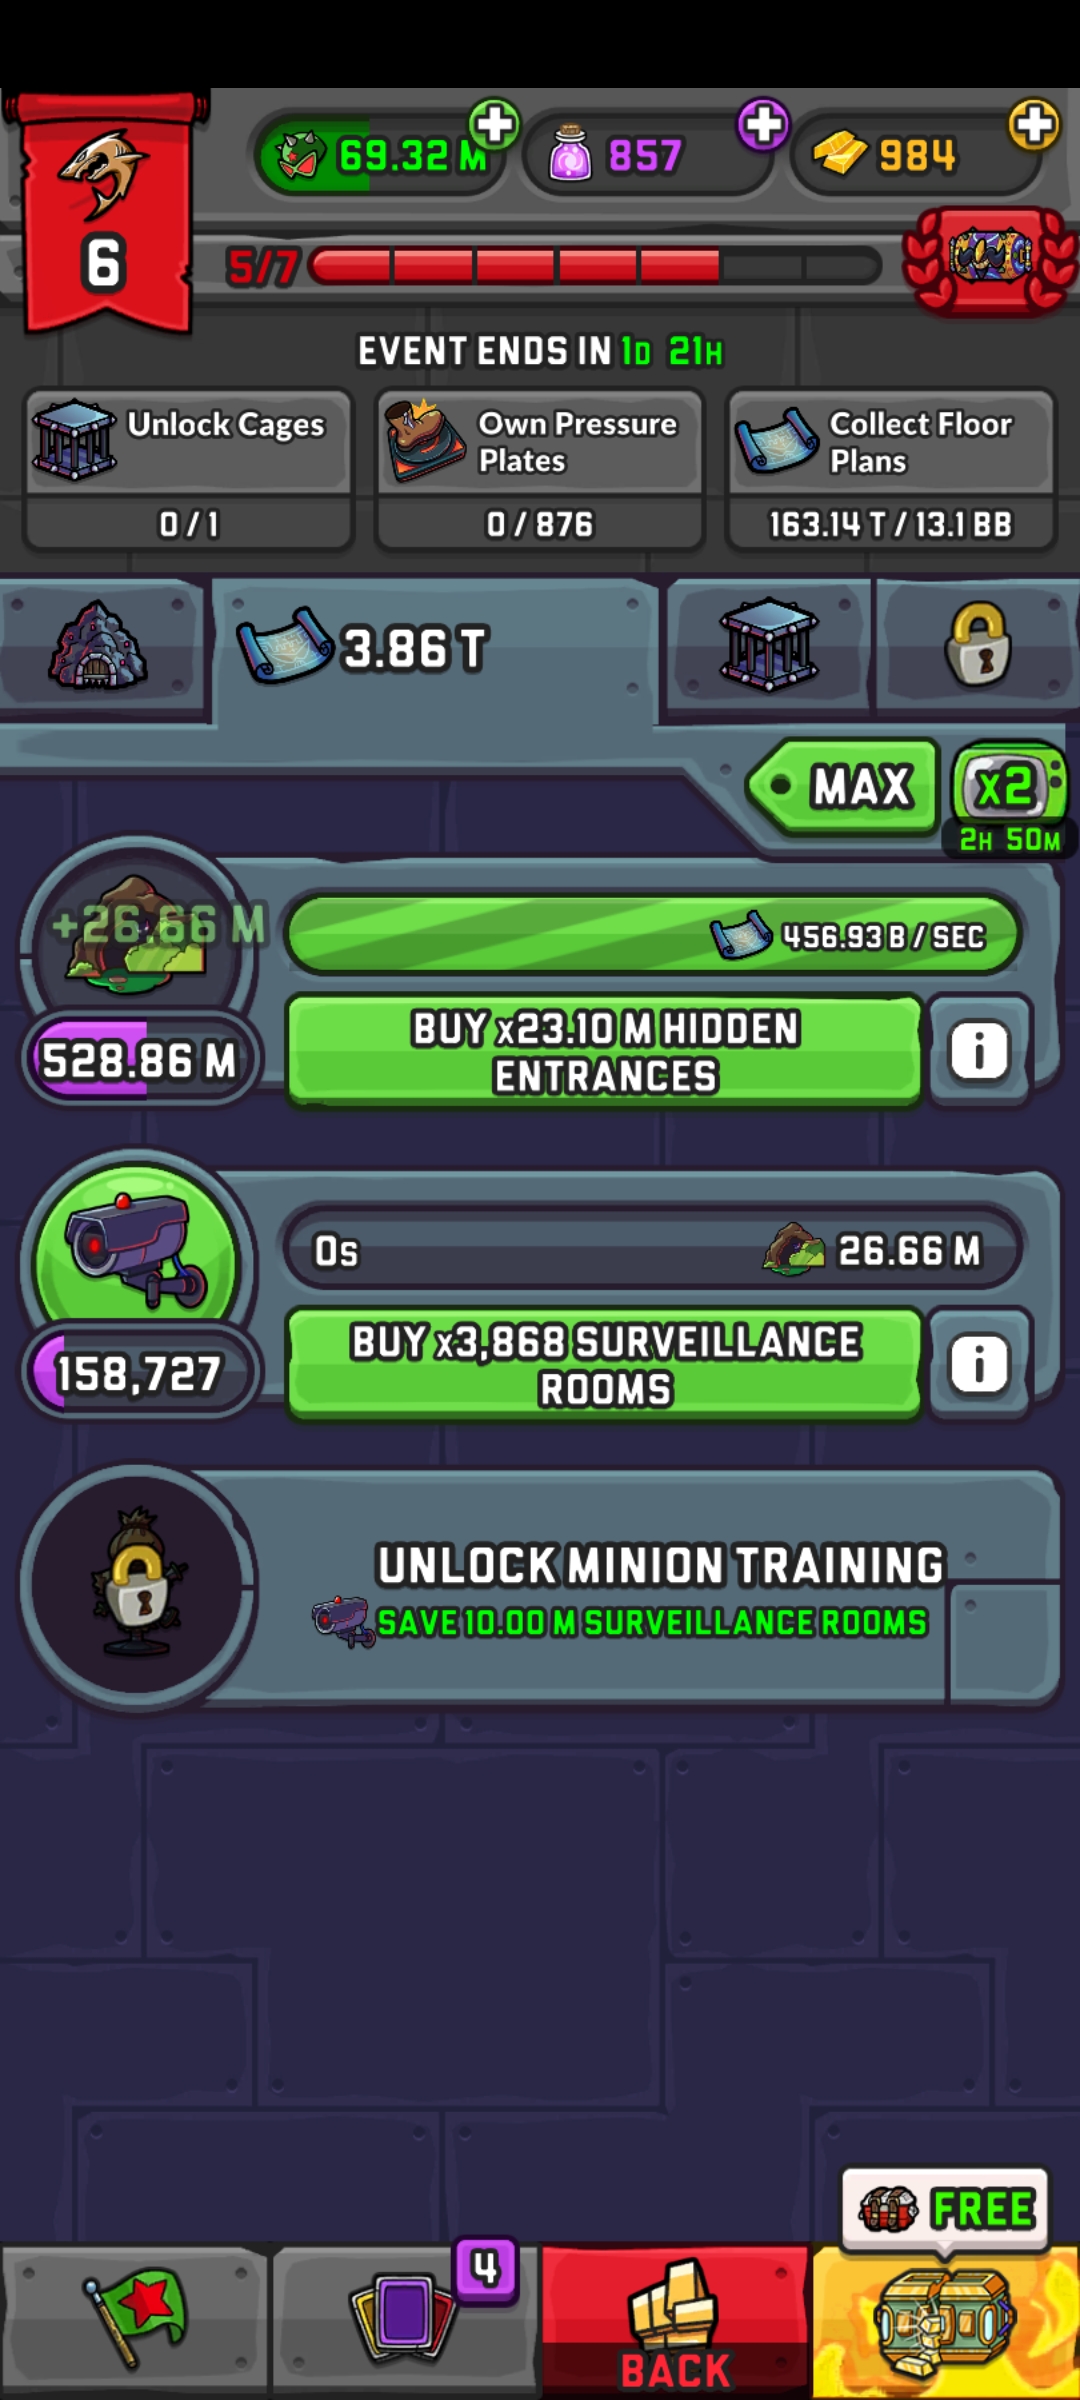 69.32 M
857
984
6
5/7
EVENT ENDS IN 1D 21H
Unlock Cages
0 / 1
Own Pressure
Plates
0 / 876
Collect Floor
Plans
163.14 T / 13.1 BB
3.86 T
MAX
x2
2H 50M
+26.66 M
456.93 B / SEC
528.86 M
BUY x23.10 M HIDDEN
ENTRANCES
i
0s
26.66 M
158,727
BUY x3,868 SURVEILLANCE
ROOMS
i
UNLOCK MINION TRAINING
SAVE 10.00 M SURVEILLANCE ROOMS
FREE
4
BACK